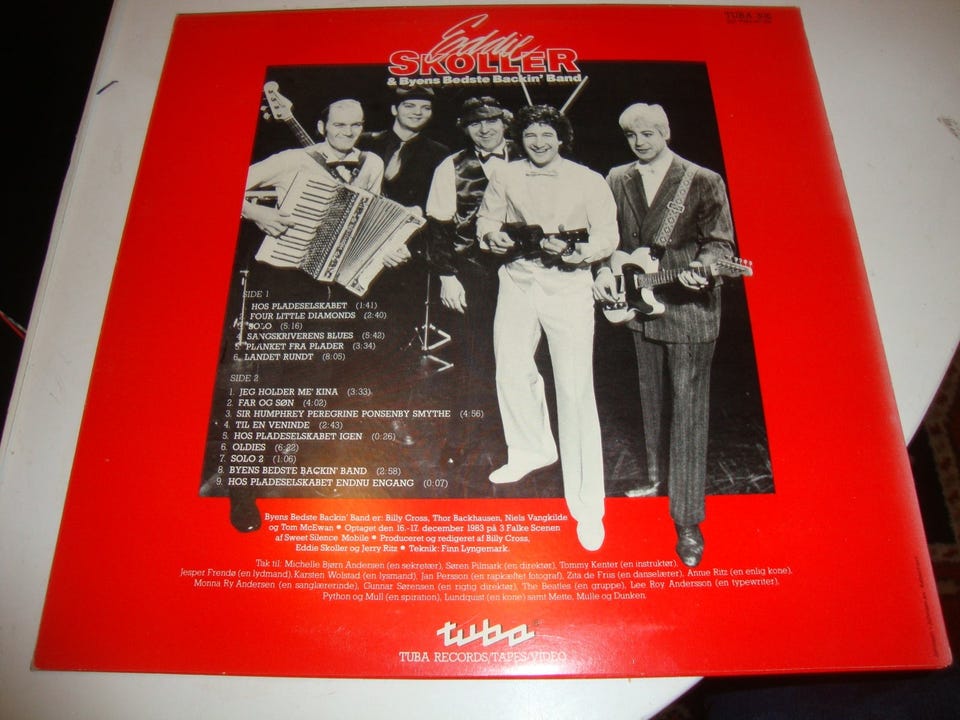 TUBA 306
Eddie
SKOLLER
& Byens Bedste Backin' Band
SIDE 1
HOS PLADESELSKABET (1:41)
2. FOUR LITTLE DIAMONDS (2:40)
3. SOLO (5:16)
4. SANGSKRIVERENS BLUES (5:42)
5. PLANKET FRA PLADER (3:34)
6. LANDET RUNDT (8:05)
SIDE 2
1. JEG HOLDER ME' KINA (3:33)
2. FAR OG SØN (4:02)
3. SIR HUMPHREY PEREGRINE PONSENBY SMYTHE (4:56)
4. TIL EN VENINDE (2:43)
5. HOS PLADESELSKABET IGEN (0:26)
6. OLDIES (6:22)
7. SOLO 2 (1:06)
8. BYENS BEDSTE BACKIN' BAND (2:58)
9. HOS PLADESELSKABET ENDNU ENGANG (0:07)
Byens Bedste Backin' Band er: Billy Cross, Thor Backhausen, Niels Vangkilde
og Tom McEwan • Optaget den 16.-17. december 1983 på 3 Falke Scenen
af Sweet Silence Mobile • Produceret og redigeret af Billy Cross,
Eddie Skoller og Jerry Ritz • Teknik: Finn Lyngemark.
Tak til: Michelle Bjørn Andersen (en sekretær), Søren Pilmark (en direktør), Tommy Kenter (en instruktør),
Jesper Frendø (en lydmand), Karsten Wolstad (en lysmand), Jan Persson (en rapkæftet fotograf), Zita de Friis (en danselærer), Annie Ritz (en enlig kone),
Monna Ry Andersen (en sanglærerinde), Gunnar Sørensen (en rigtig direktør), The Beatles (en gruppe), Lee Roy Andersson (en typewriter),
Python og Mull (en spiration), Lundquist (en kone) samt Mette, Mulle og Dunken.
tuba
TUBA RECORDS/TAPES/VIDEO